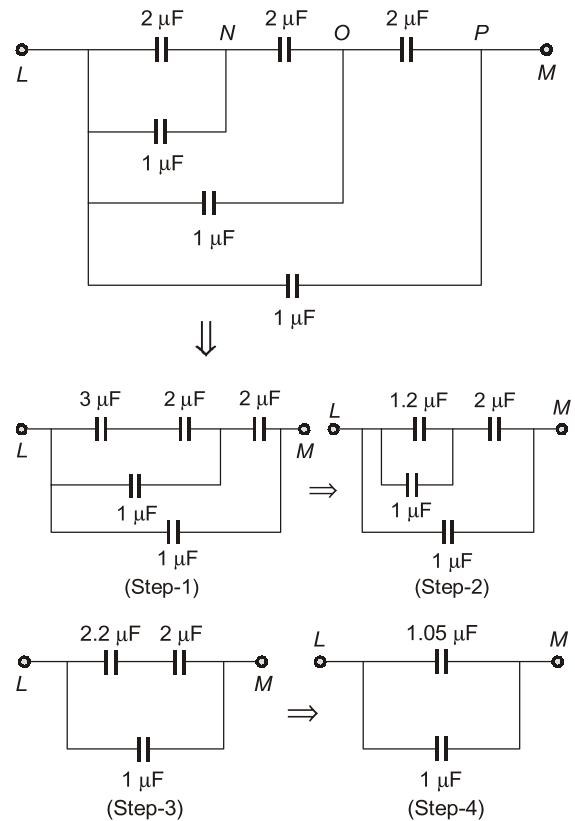 2 μF N 2 μF O 2 μF P
L M
1 μF
1 μF
1 μF
3 μF 2 μF 2 μF
L M
1 μF
1 μF
(Step-1)
L 1.2 μF 2 μF M
1 μF
1 μF
(Step-2)
2.2 μF 2 μF
L M
1 μF
(Step-3)
L 1.05 μF M
1 μF
(Step-4)